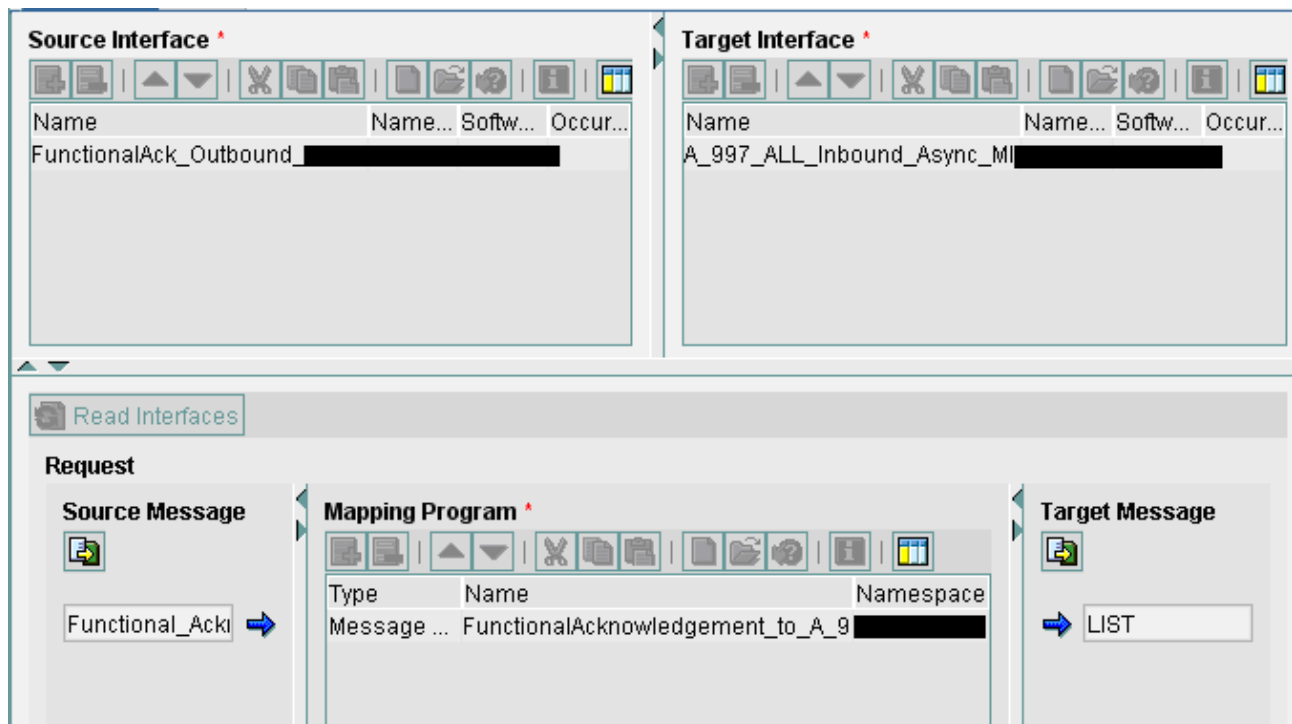 Source Interface *
Target Interface *
Name Name... Softw... Occur...
Name Name... Softw... Occur...
FunctionalAck_Outbound_
A_997_ALL_Inbound_Async_MI
Read Interfaces
Request
Source Message
Mapping Program *
Target Message
Type Name Namespace
Functional_Ack
Message ... FunctionalAcknowledgement_to_A_9
LIST